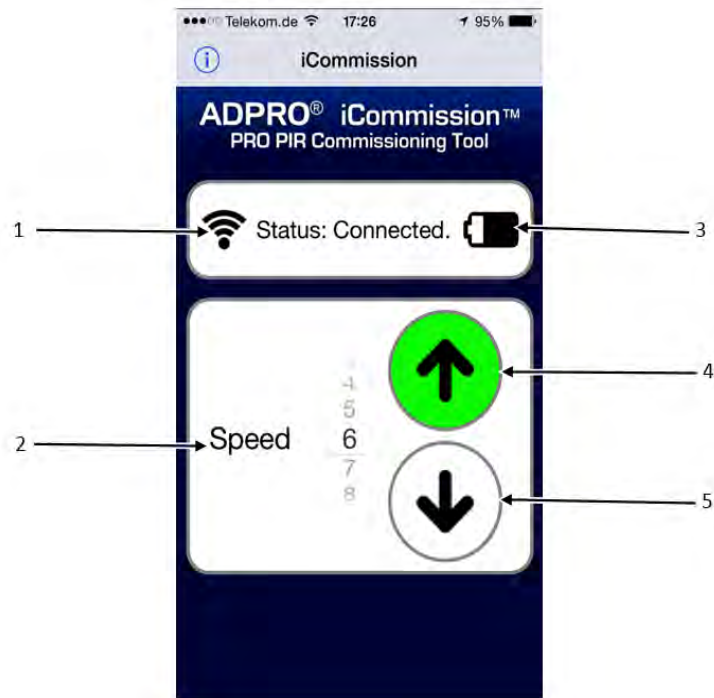 Telekom.de 17:26 95%
iCommission
ADPRO® iCommission™
PRO PIR Commissioning Tool
1 Status: Connected. 3
4
4
5
2 Speed 6
7
8
5